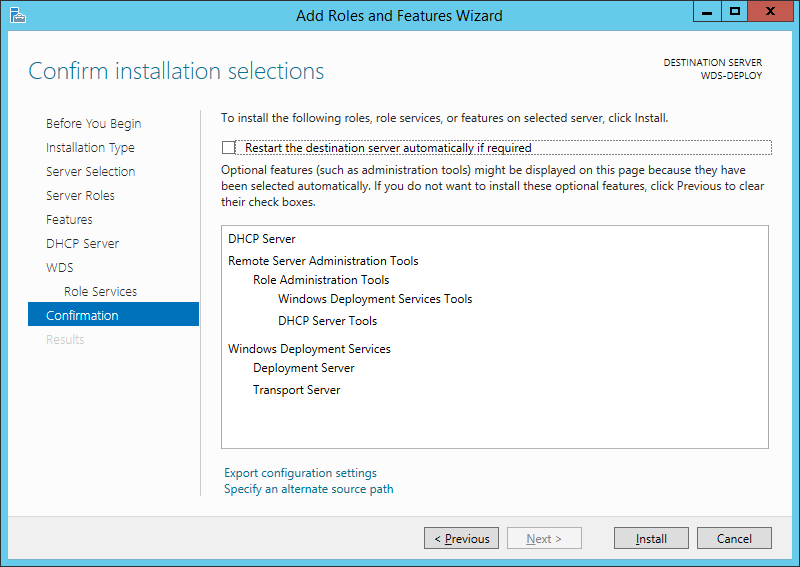 Add Roles and Features Wizard
Confirm installation selections
DESTINATION SERVER
WDS-DEPLOY
Before You Begin
Installation Type
Server Selection
Server Roles
Features
DHCP Server
WDS
Role Services
Confirmation
Results
To install the following roles, role services, or features on selected server, click Install.
Restart the destination server automatically if required
Optional features (such as administration tools) might be displayed on this page because they have
been selected automatically. If you do not want to install these optional features, click Previous to clear
their check boxes.
DHCP Server
Remote Server Administration Tools
Role Administration Tools
Windows Deployment Services Tools
DHCP Server Tools
Windows Deployment Services
Deployment Server
Transport Server
Export configuration settings
Specify an alternate source path
< Previous
Next >
Install
Cancel